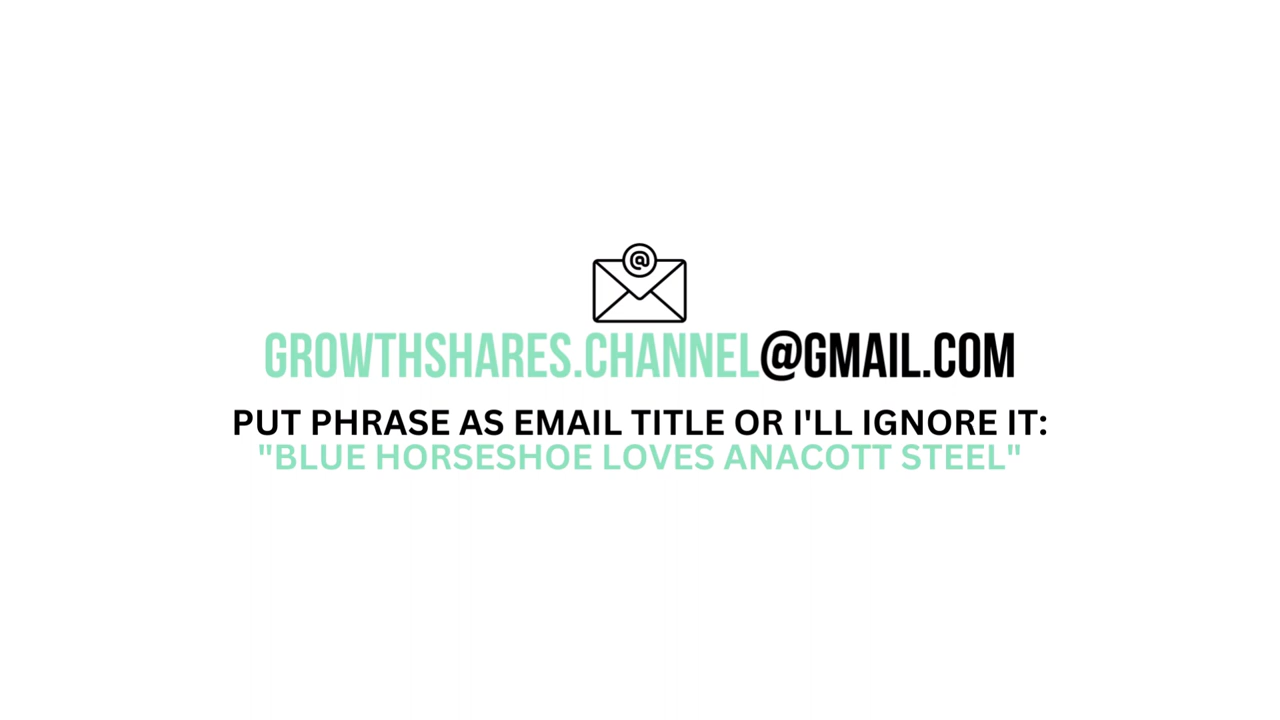 @
GROWTHSHARES.CHANNEL@GMAIL.COM
PUT PHRASE AS EMAIL TITLE OR I'LL IGNORE IT:
"BLUE HORSESHOE LOVES ANACOTT STEEL"